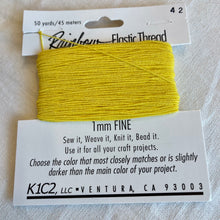 50 yards/45 meters
42
Rainbow
Elastic Thread
1mm FINE
Sew it, Weave it, Knit it, Bead it.
Use it for all your craft projects.
Choose the color that most closely matches or is slightly
darker than the main color of your project.
K1C2, LLC • VENTURA, CA 93003